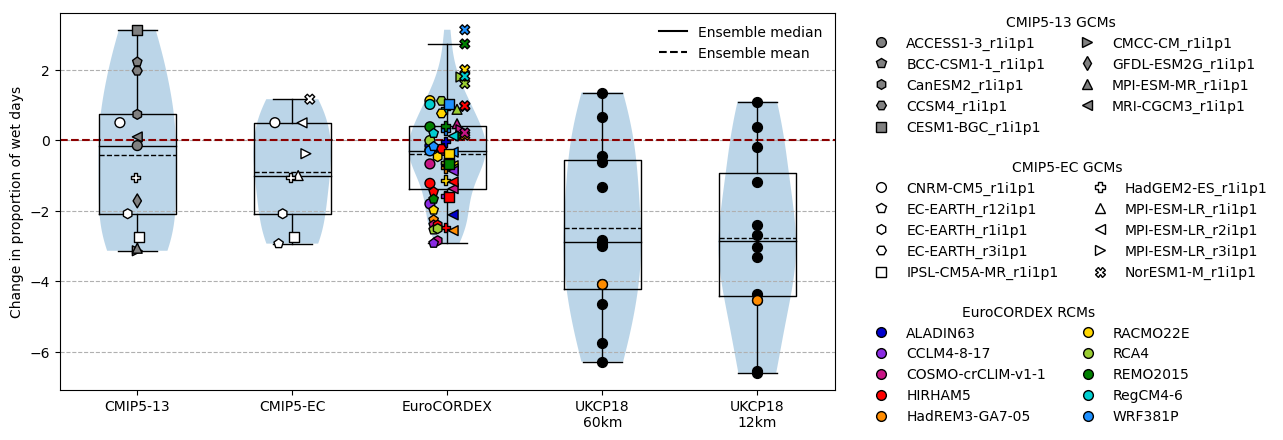 Change in proportion of wet days
2
0
−2
−4
−6
CMIP5-13
CMIP5-EC
EuroCORDEX
UKCP18
60km
UKCP18
12km
Ensemble median
Ensemble mean
CMIP5-13 GCMs
ACCESS1-3_r1i1p1
BCC-CSM1-1_r1i1p1
CanESM2_r1i1p1
CCSM4_r1i1p1
CESM1-BGC_r1i1p1
CMCC-CM_r1i1p1
GFDL-ESM2G_r1i1p1
MPI-ESM-MR_r1i1p1
MRI-CGCM3_r1i1p1
CMIP5-EC GCMs
CNRM-CM5_r1i1p1
EC-EARTH_r12i1p1
EC-EARTH_r1i1p1
EC-EARTH_r3i1p1
IPSL-CM5A-MR_r1i1p1
HadGEM2-ES_r1i1p1
MPI-ESM-LR_r1i1p1
MPI-ESM-LR_r2i1p1
MPI-ESM-LR_r3i1p1
NorESM1-M_r1i1p1
EuroCORDEX RCMs
ALADIN63
CCLM4-8-17
COSMO-crCLIM-v1-1
HIRHAM5
HadREM3-GA7-05
RACMO22E
RCA4
REMO2015
RegCM4-6
WRF381P